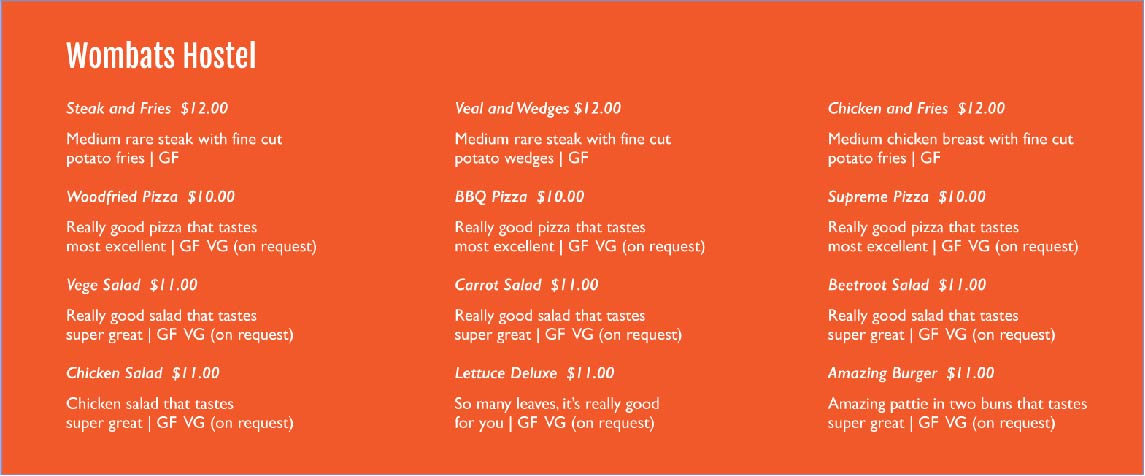 Wombats Hostel
Steak and Fries $12.00
Medium rare steak with fine cut
potato fries | GF
Woodfried Pizza $10.00
Really good pizza that tastes
most excellent | GF VG (on request)
Vege Salad $11.00
Really good salad that tastes
super great | GF VG (on request)
Chicken Salad $11.00
Chicken salad that tastes
super great | GF VG (on request)
Veal and Wedges $12.00
Medium rare steak with fine cut
potato wedges | GF
BBQ Pizza $10.00
Really good pizza that tastes
most excellent | GF VG (on request)
Carrot Salad $11.00
Really good salad that tastes
super great | GF VG (on request)
Lettuce Deluxe $11.00
So many leaves, it's really good
for you | GF VG (on request)
Chicken and Fries $12.00
Medium chicken breast with fine cut
potato fries | GF
Supreme Pizza $10.00
Really good pizza that tastes
most excellent | GF VG (on request)
Beetroot Salad $11.00
Really good salad that tastes
super great | GF VG (on request)
Amazing Burger $11.00
Amazing pattie in two buns that tastes
super great | GF VG (on request)